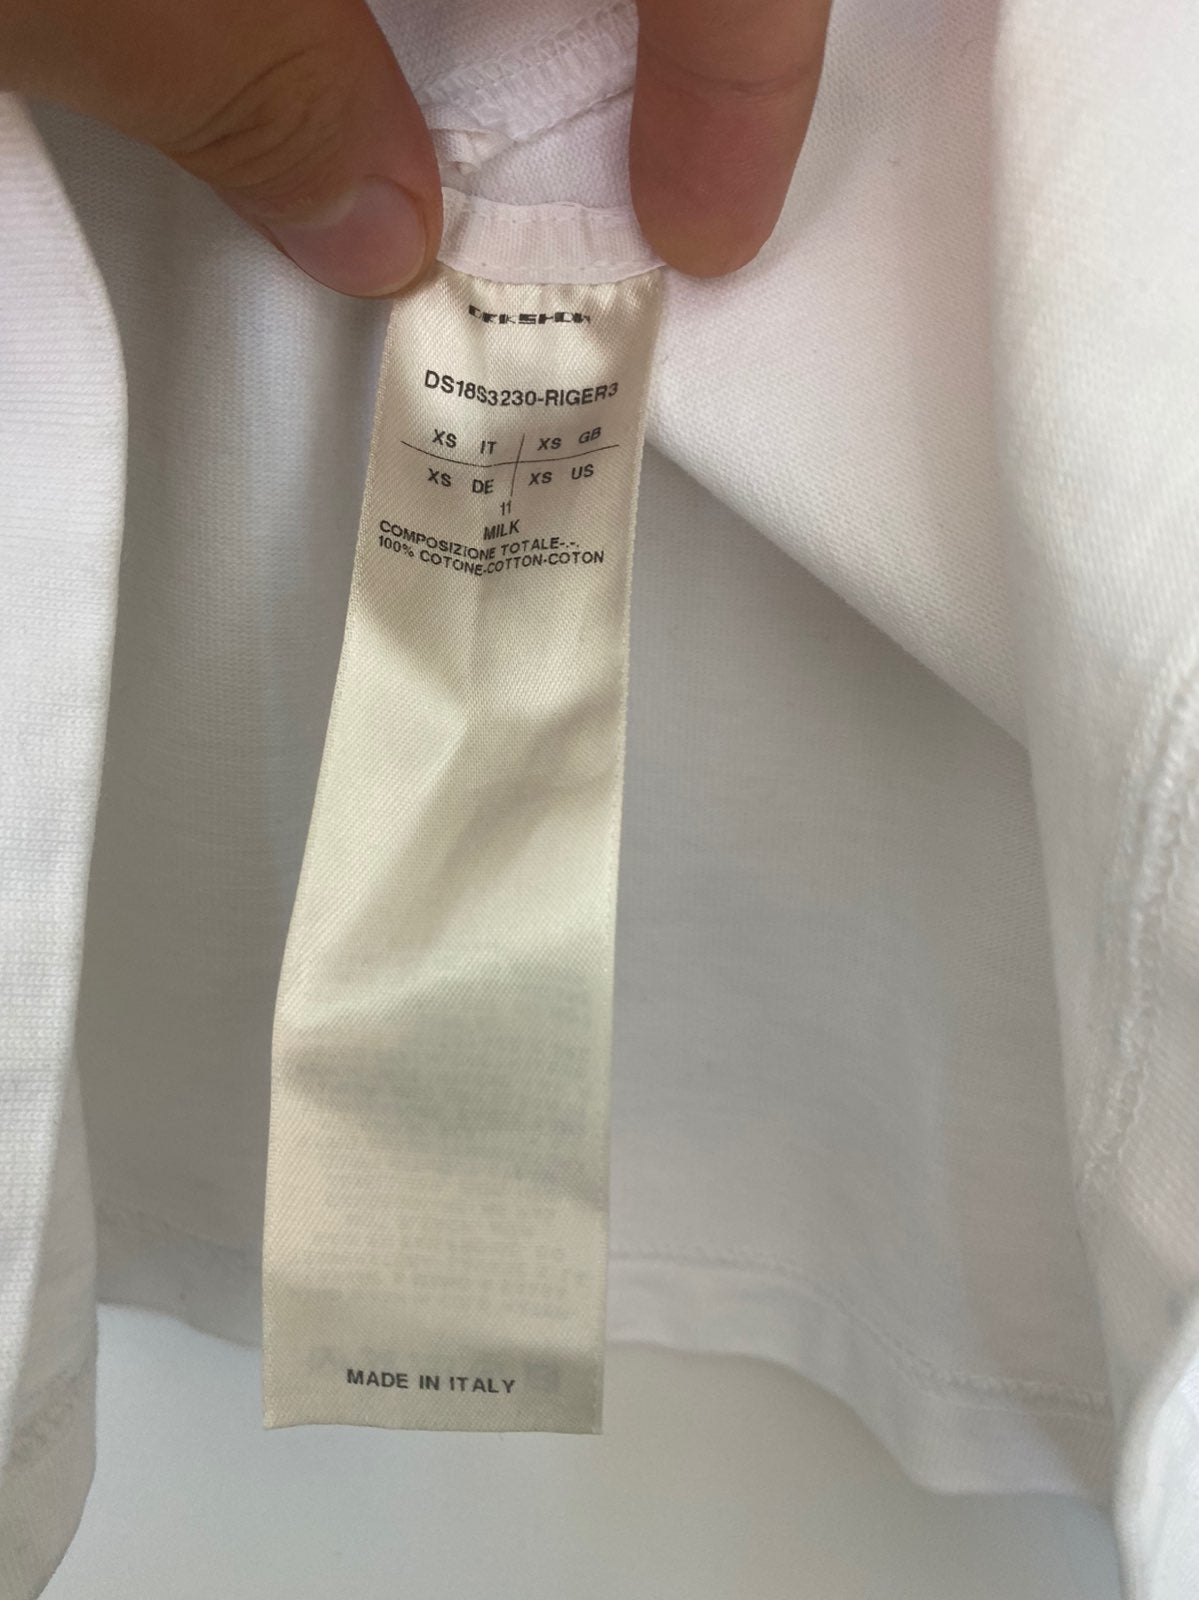 DRKSHDW
DS18S3230-RIGER3
XS IT XS GB
XS DE XS US
11
MILK
COMPOSIZIONE TOTALE-.-.
100% COTONE-COTTON-COTON
MADE IN ITALY